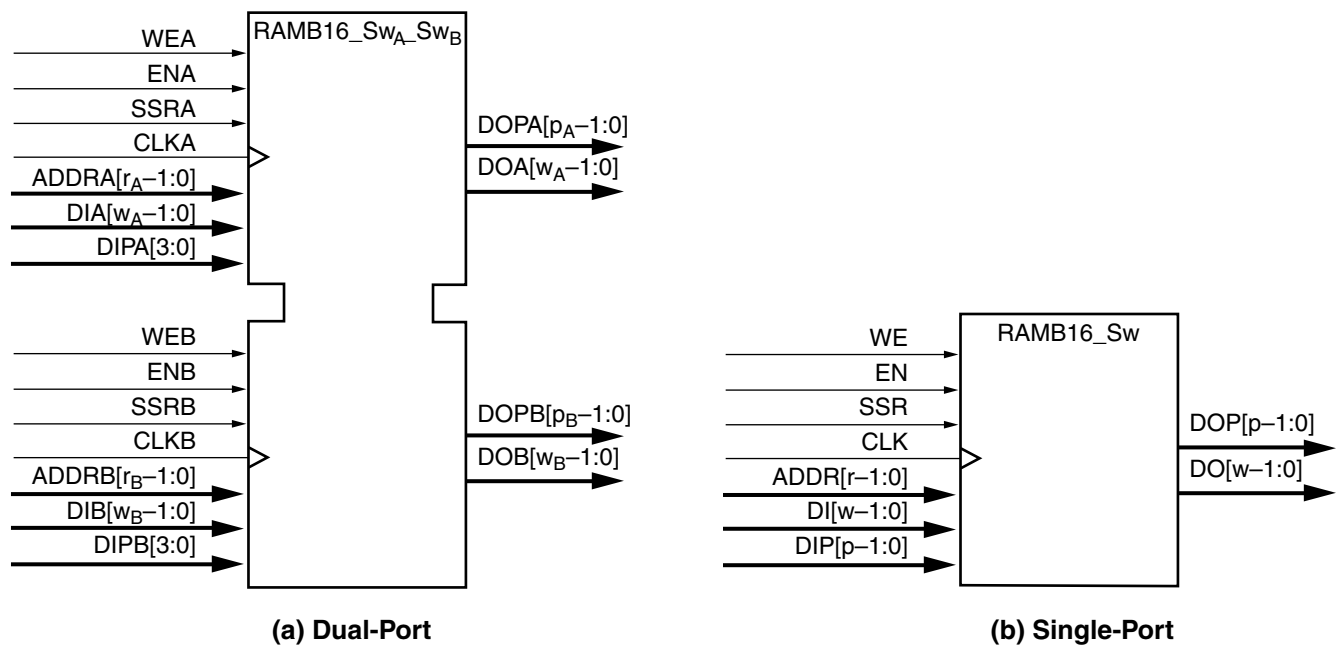 RAMB16_SwA_SwB
WEA
ENA
SSRA
CLKA
ADDRA[rA–1:0]
DIA[wA–1:0]
DIPA[3:0]
DOPA[pA–1:0]
DOA[wA–1:0]
WEB
ENB
SSRB
CLKB
ADDRB[rB–1:0]
DIB[wB–1:0]
DIPB[3:0]
DOPB[pB–1:0]
DOB[wB–1:0]
(a) Dual-Port
RAMB16_Sw
WE
EN
SSR
CLK
ADDR[r–1:0]
DI[w–1:0]
DIP[p–1:0]
DOP[p–1:0]
DO[w–1:0]
(b) Single-Port